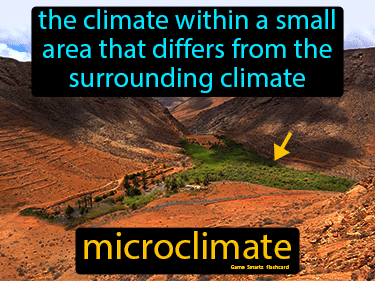 the climate within a small
area that differs from the
surrounding climate
microclimate
Game Smartz flashcard